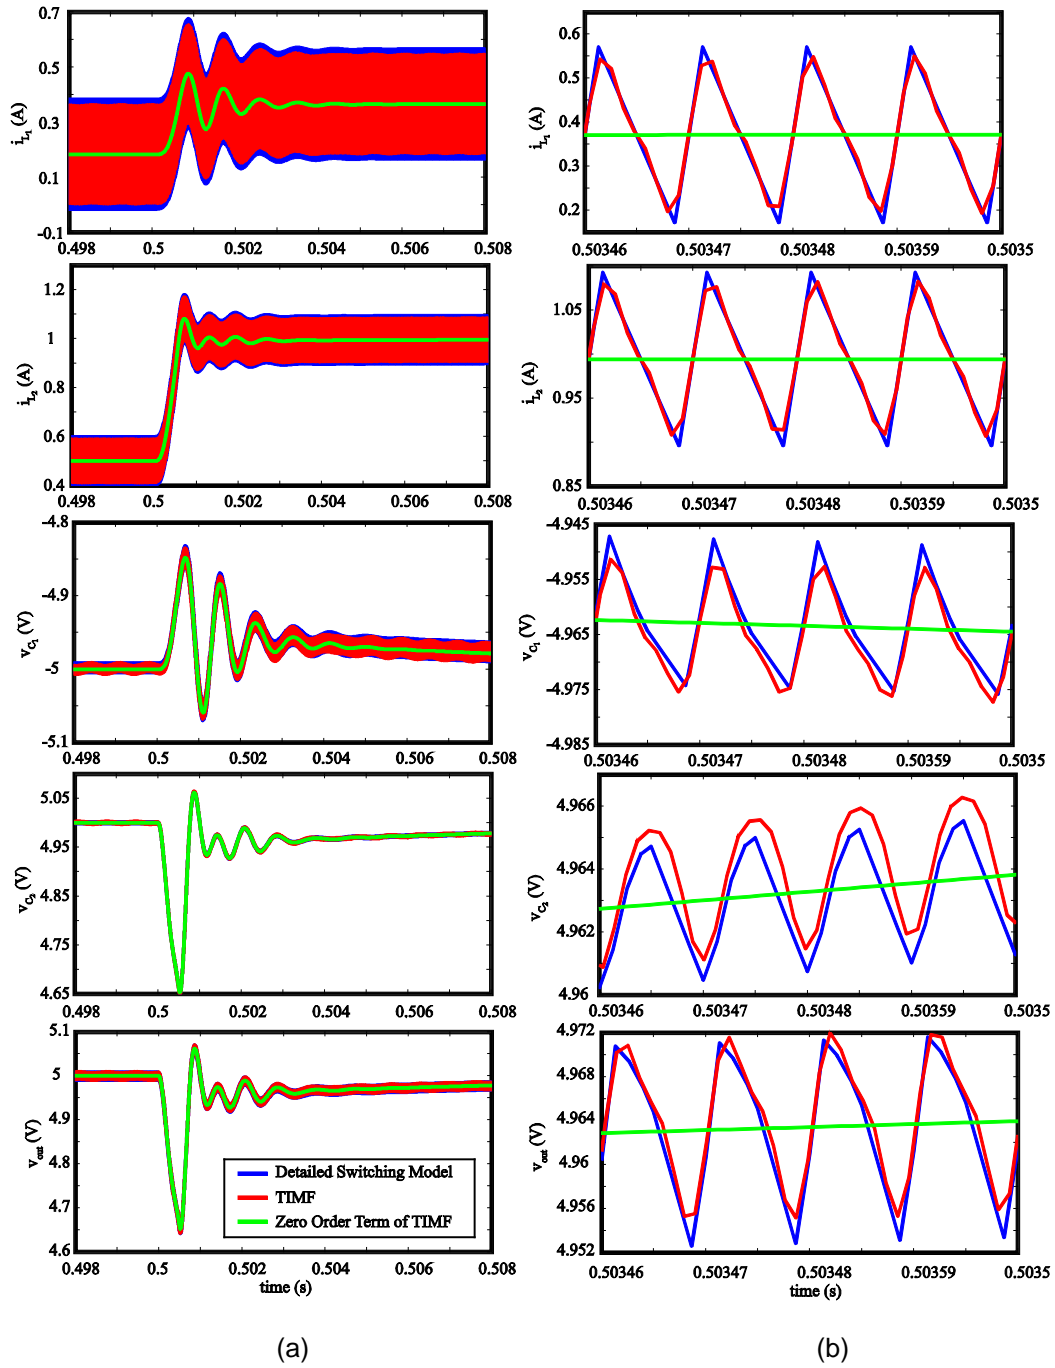 0.7
0.5
0.3
0.1
-0.1
i_L1 (A)
0.498 0.5 0.502 0.504 0.506 0.508
0.6
0.5
0.4
0.3
0.2
i_L1 (A)
0.50346 0.50347 0.50348 0.50359 0.5035
1.2
1
0.8
0.6
0.4
i_L2 (A)
0.498 0.5 0.502 0.504 0.506 0.508
1.05
0.95
0.85
i_L2 (A)
0.50346 0.50347 0.50348 0.50359 0.5035
-4.8
-4.9
-5
-5.1
v_C1 (V)
0.498 0.5 0.502 0.504 0.506 0.508
-4.945
-4.955
-4.965
-4.975
-4.985
v_C1 (V)
0.50346 0.50347 0.50348 0.50359 0.5035
5.05
4.95
4.85
4.75
4.65
v_C2 (V)
0.498 0.5 0.502 0.504 0.506 0.508
4.966
4.964
4.962
4.96
v_C2 (V)
0.50346 0.50347 0.50348 0.50359 0.5035
5.1
5
4.9
4.8
4.7
4.6
v_out (V)
Detailed Switching Model
TIMF
Zero Order Term of TIMF
0.498 0.5 0.502 0.504 0.506 0.508
time (s)
4.972
4.968
4.964
4.96
4.956
4.952
v_out (V)
0.50346 0.50347 0.50348 0.50359 0.5035
time (s)
(a)
(b)